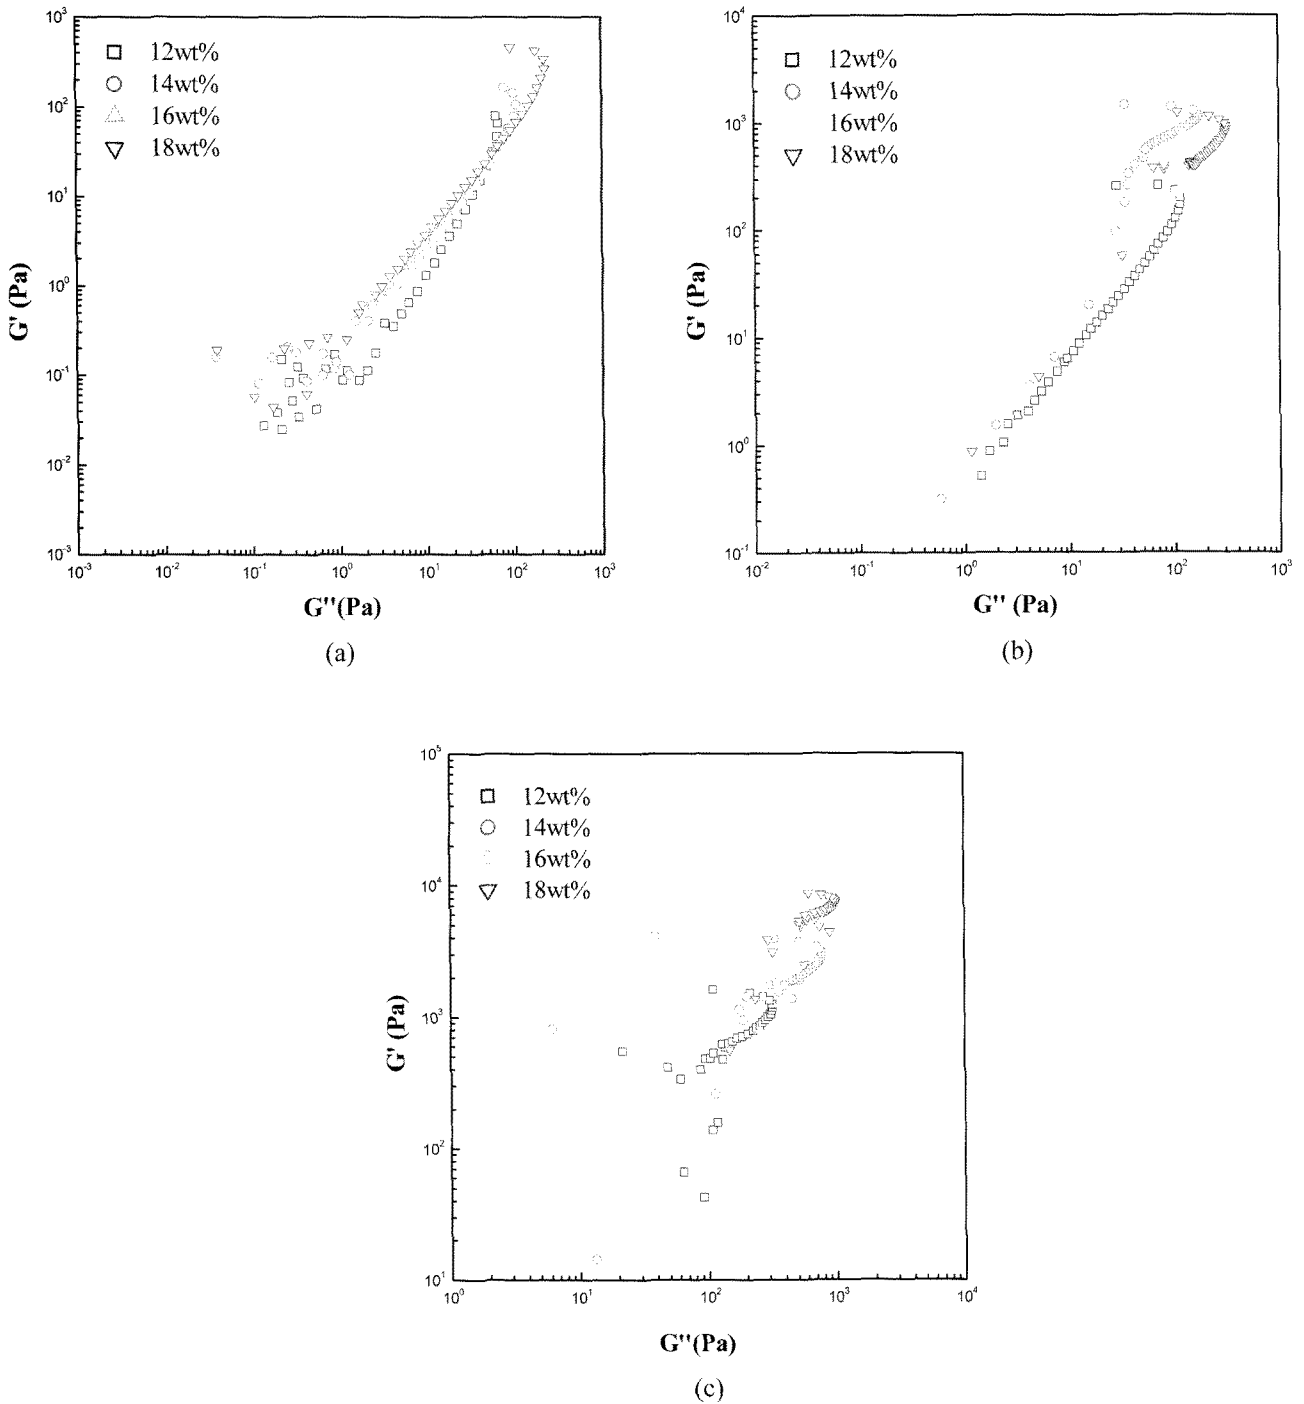 10³
10²
10¹
10⁰
10⁻¹
10⁻²
10⁻³
G' (Pa)
12wt%
14wt%
16wt%
18wt%
10⁻³ 10⁻² 10⁻¹ 10⁰ 10¹ 10² 10³
G''(Pa)
(a)
10⁴
10³
10²
10¹
10⁰
10⁻¹
G' (Pa)
12wt%
14wt%
16wt%
18wt%
10⁻² 10⁻¹ 10⁰ 10¹ 10² 10³
G'' (Pa)
(b)
10⁵
10⁴
10³
10²
10¹
G' (Pa)
12wt%
14wt%
16wt%
18wt%
10⁰ 10¹ 10² 10³ 10⁴
G''(Pa)
(c)